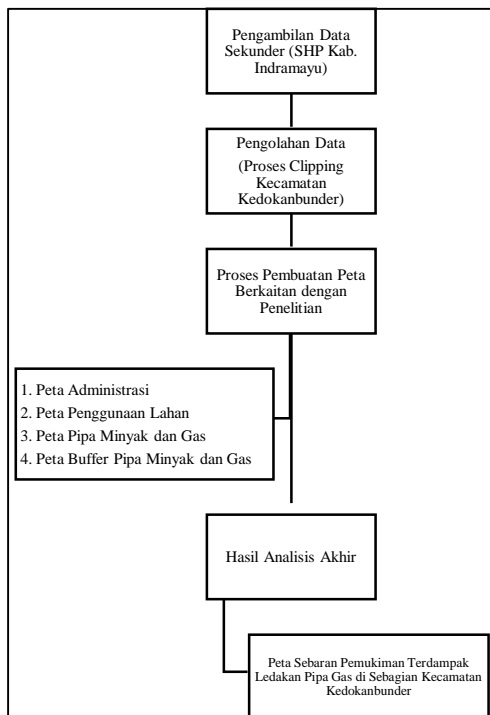 Pengambilan Data
Sekunder (SHP Kab.
Indramayu)
Pengolahan Data
(Proses Clipping
Kecamatan
Kedokanbunder)
Proses Pembuatan Peta
Berkaitan dengan
Penelitian
1. Peta Administrasi
2. Peta Penggunaan Lahan
3. Peta Pipa Minyak dan Gas
4. Peta Buffer Pipa Minyak dan Gas
Hasil Analisis Akhir
Peta Sebaran Pemukiman Terdampak
Ledakan Pipa Gas di Sebagian Kecamatan
Kedokanbunder